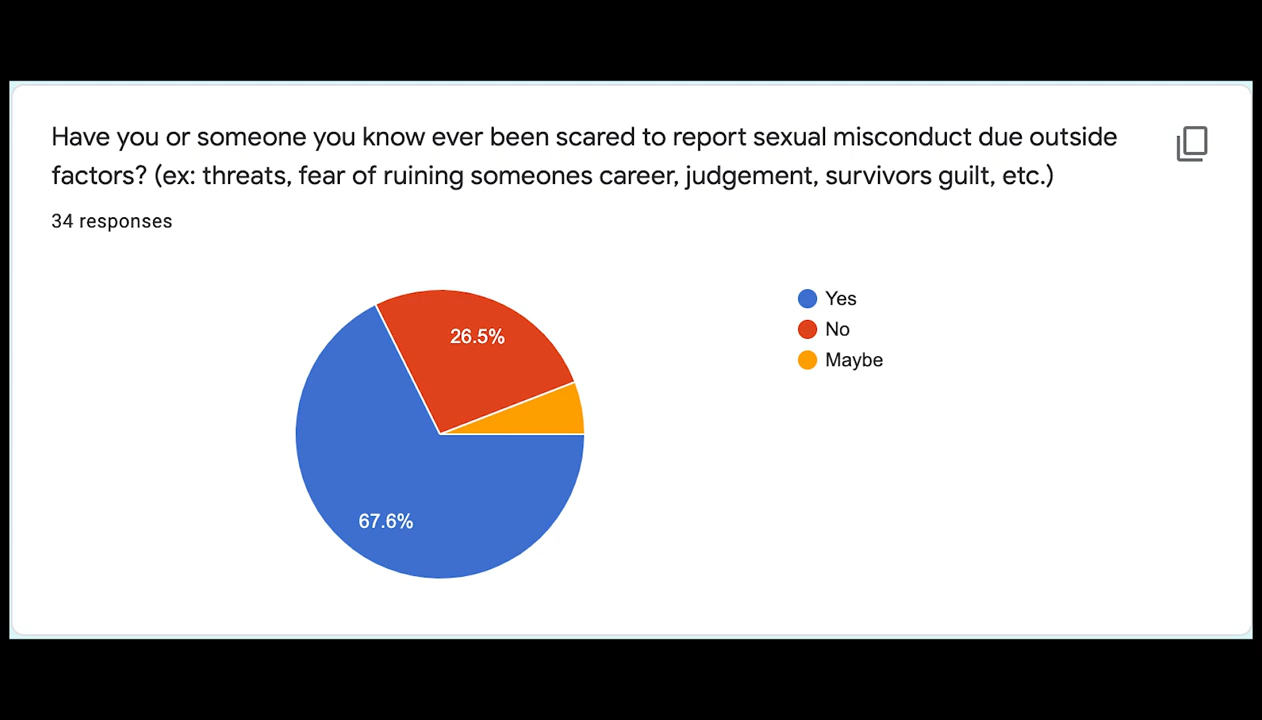 Have you or someone you know ever been scared to report sexual misconduct due outside
factors? (ex: threats, fear of ruining someones career, judgement, survivors guilt, etc.)
34 responses
Yes
No
Maybe
26.5%
67.6%